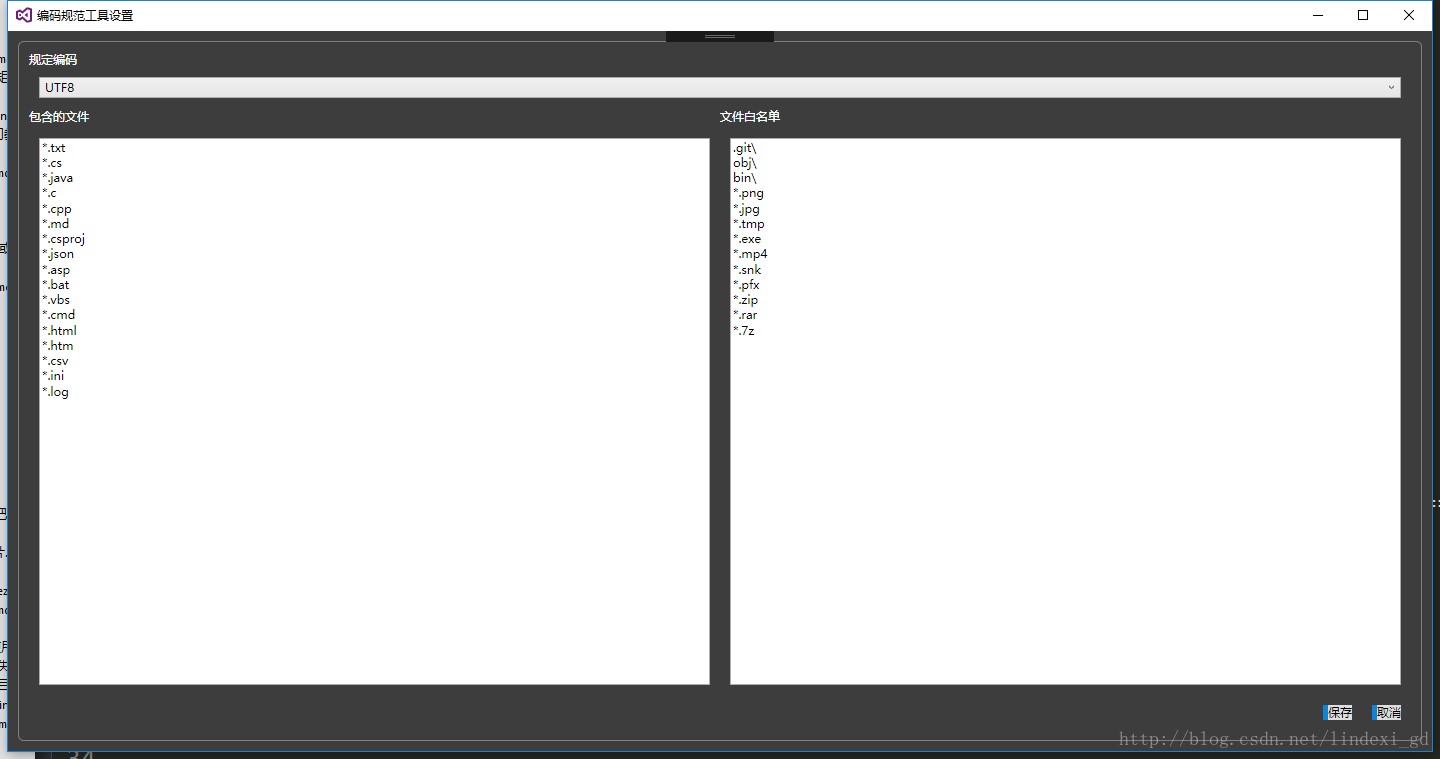 编码规范工具设置
规定编码
UTF8
包含的文件
文件白名单
*.txt
*.cs
*.java
*.c
*.cpp
*.md
*.csproj
*.json
*.asp
*.bat
*.vbs
*.cmd
*.html
*.htm
*.csv
*.ini
*.log
.git\
obj\
bin\
*.png
*.jpg
*.tmp
*.exe
*.mp4
*.snk
*.pfx
*.zip
*.rar
*.7z
保存
取消
http://blog.csdn.net/lindexi_gd